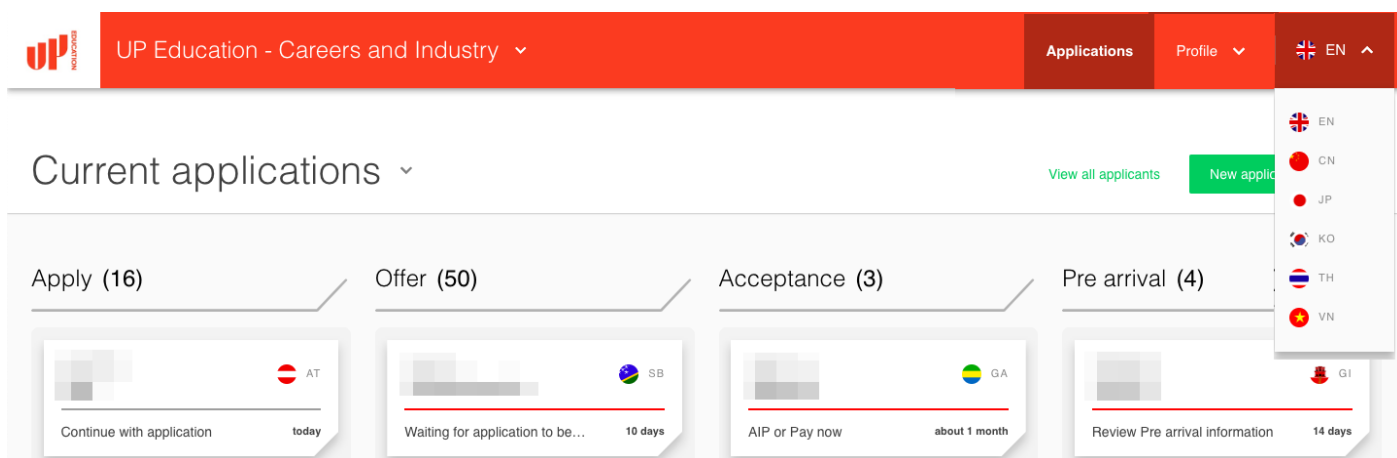 UP EDUCATION
UP Education - Careers and Industry
Applications
Profile
EN
EN
CN
JP
KO
TH
VN
Current applications
View all applicants
New applic
Apply (16)
Offer (50)
Acceptance (3)
Pre arrival (4)
AT
SB
GA
GI
Continue with application today
Waiting for application to be... 10 days
AIP or Pay now about 1 month
Review Pre arrival information 14 days